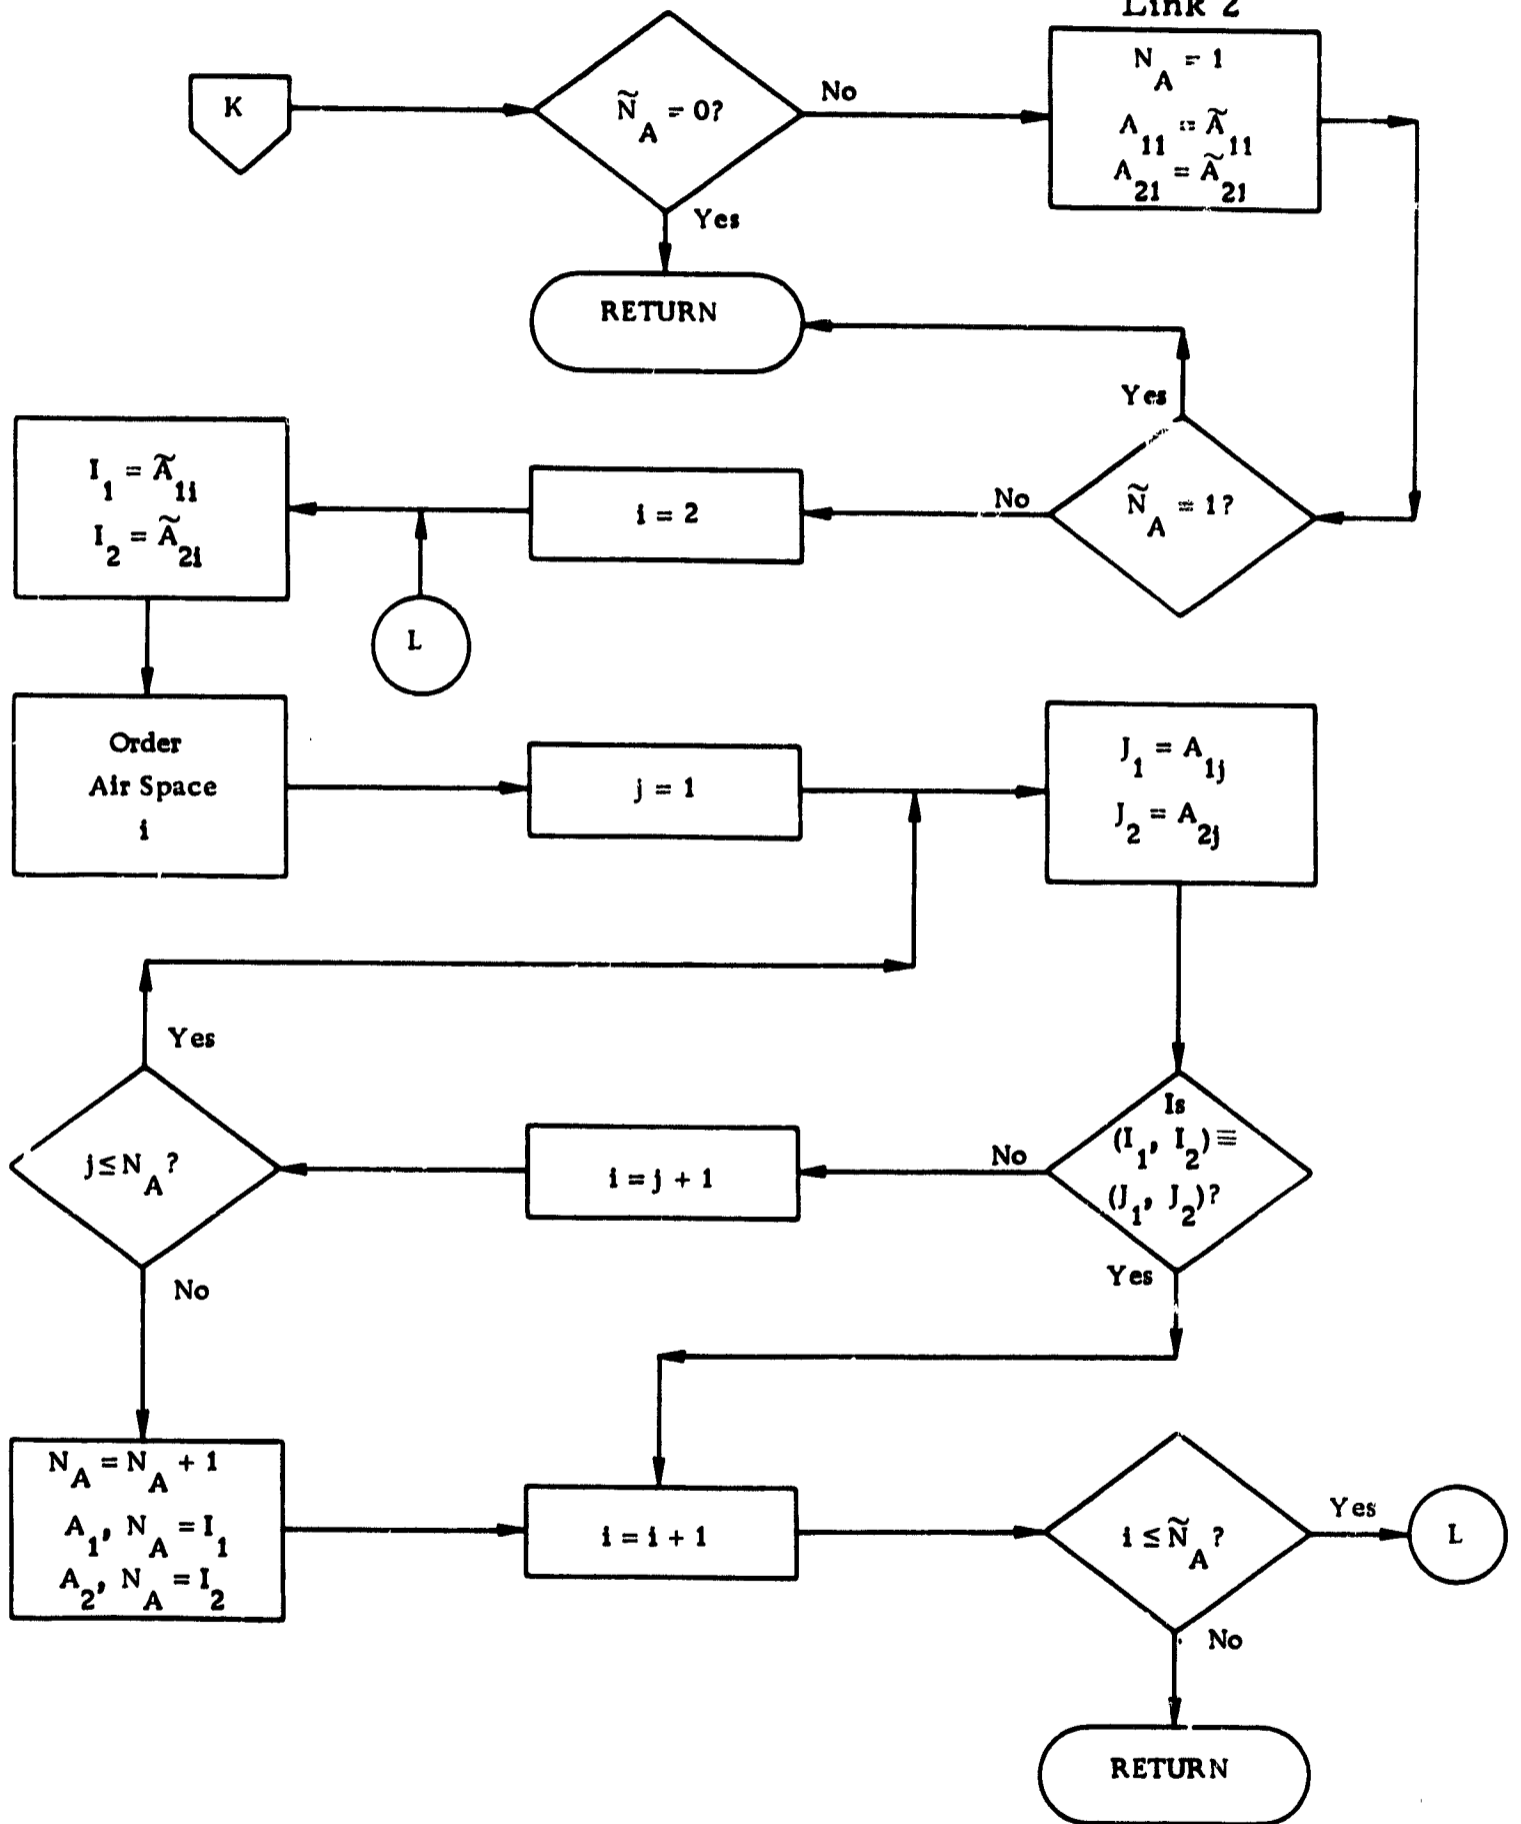 Link 2
K
Ñ_A = 0?
No
N_A = 1
A_11 = Ã_11
A_21 = Ã_21
Yes
RETURN
Yes
I_1 = Ã_1i
I_2 = Ã_2i
i = 2
No
Ñ_A = 1?
L
Order
Air Space
i
j = 1
J_1 = A_1j
J_2 = A_2j
Yes
j ≤ N_A ?
i = j + 1
No
Is
(I_1, I_2) ≡
(J_1, J_2)?
No
Yes
N_A = N_A + 1
A_1, N_A = I_1
A_2, N_A = I_2
i = i + 1
i ≤ Ñ_A ?
Yes
L
No
RETURN